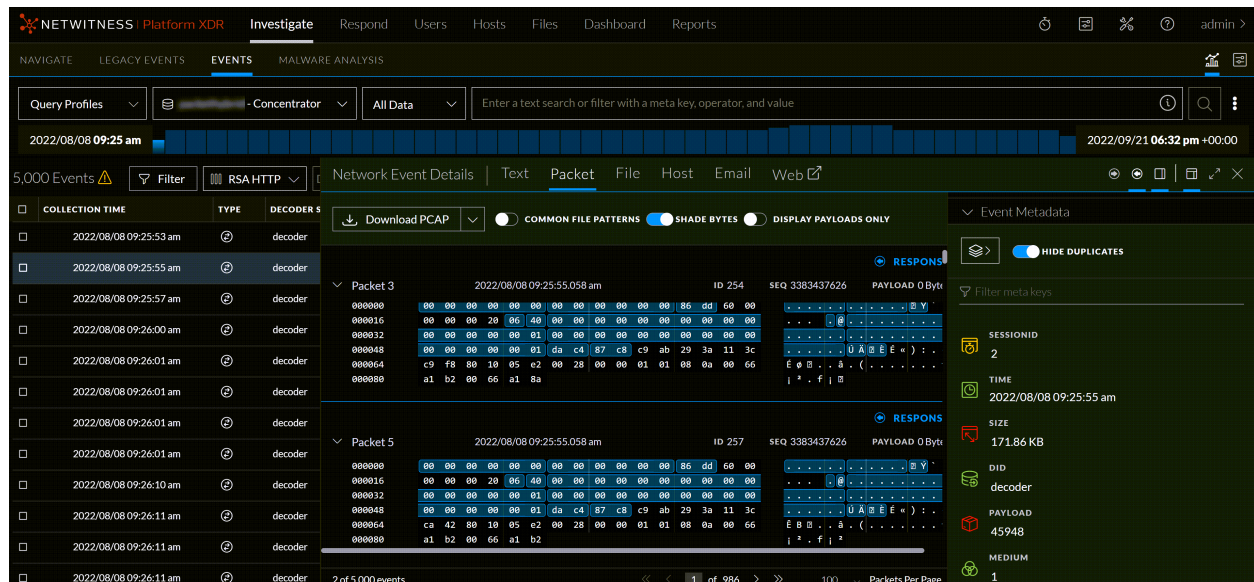 NETWITNESS Platform XDR Investigate Respond Users Hosts Files Dashboard Reports admin >
NAVIGATE LEGACY EVENTS EVENTS MALWARE ANALYSIS
Query Profiles - Concentrator All Data Enter a text search or filter with a meta key, operator, and value
2022/08/08 09:25 am 2022/09/21 06:32 pm +00:00
5,000 Events Filter RSA HTTP
COLLECTION TIME TYPE DECODER S
2022/08/08 09:25:53 am decoder
2022/08/08 09:25:55 am decoder
2022/08/08 09:25:57 am decoder
2022/08/08 09:26:00 am decoder
2022/08/08 09:26:01 am decoder
2022/08/08 09:26:01 am decoder
2022/08/08 09:26:01 am decoder
2022/08/08 09:26:01 am decoder
2022/08/08 09:26:10 am decoder
2022/08/08 09:26:11 am decoder
2022/08/08 09:26:11 am decoder
2022/08/08 09:26:11 am decoder
Network Event Details Text Packet File Host Email Web
Download PCAP COMMON FILE PATTERNS SHADE BYTES DISPLAY PAYLOADS ONLY
RESPONS
Packet 3 2022/08/08 09:25:55.058 am ID 254 SEQ 3383437626 PAYLOAD 0 Byte
000000 00 00 00 00 00 00 00 00 00 00 00 00 86 dd 60 00
000016 00 00 00 20 06 40 00 00 00 00 00 00 00 00 00 00
000032 00 00 00 00 00 01 00 00 00 00 00 00 00 00 00 00
000048 00 00 00 00 00 01 da c4 87 c8 c9 ab 29 3a 11 3c
000064 c9 f8 80 10 05 e2 00 28 00 00 01 01 08 0a 00 66
000080 a1 b2 00 66 a1 8a
RESPONS
Packet 5 2022/08/08 09:25:55.058 am ID 257 SEQ 3383437626 PAYLOAD 0 Byte
000000 00 00 00 00 00 00 00 00 00 00 00 00 86 dd 60 00
000016 00 00 00 20 06 40 00 00 00 00 00 00 00 00 00 00
000032 00 00 00 00 00 01 00 00 00 00 00 00 00 00 00 00
000048 00 00 00 00 00 01 da c4 87 c8 c9 ab 29 3a 11 3c
000064 ca 42 80 10 05 e2 00 28 00 00 01 01 08 0a 00 66
000080 a1 b2 00 66 a1 b2
2 of 5,000 events 1 of 986 100 Packets Per Page
Event Metadata
HIDE DUPLICATES
Filter meta keys
SESSIONID
2
TIME
2022/08/08 09:25:55 am
SIZE
171.86 KB
DID
decoder
PAYLOAD
45948
MEDIUM
1